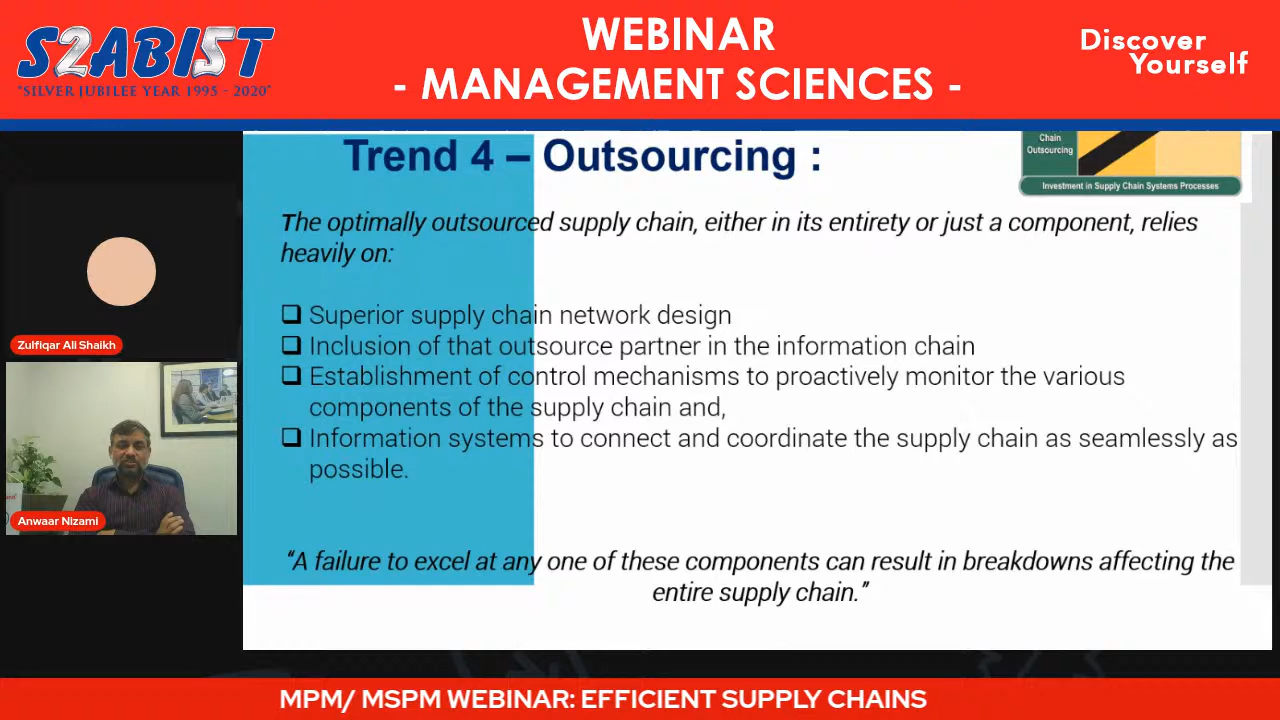 SZABIST
"SILVER JUBILEE YEAR 1995 - 2020"
WEBINAR
- MANAGEMENT SCIENCES -
Discover
Yourself
Trend 4 – Outsourcing :
Chain
Outsourcing
Investment in Supply Chain Systems Processes
The optimally outsourced supply chain, either in its entirety or just a component, relies
heavily on:
❑ Superior supply chain network design
❑ Inclusion of that outsource partner in the information chain
❑ Establishment of control mechanisms to proactively monitor the various
components of the supply chain and,
❑ Information systems to connect and coordinate the supply chain as seamlessly as
possible.
“A failure to excel at any one of these components can result in breakdowns affecting the
entire supply chain.”
Zulfiqar Ali Shaikh
Anwaar Nizami
MPM/ MSPM WEBINAR: EFFICIENT SUPPLY CHAINS